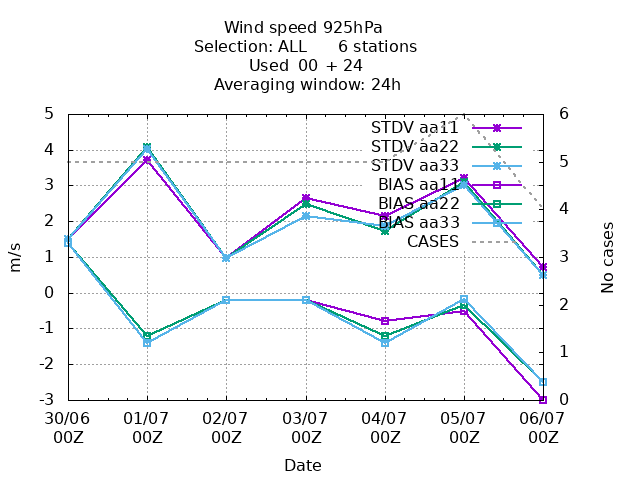 Wind speed 925hPa
Selection: ALL 6 stations
Used 00 + 24
Averaging window: 24h
5
4
3
2
1
0
-1
-2
-3
m/s
6
5
4
3
2
1
0
No cases
STDV aa11
STDV aa22
STDV aa33
BIAS aa11
BIAS aa22
BIAS aa33
CASES
30/06 01/07 02/07 03/07 04/07 05/07 06/07
00Z 00Z 00Z 00Z 00Z 00Z 00Z
Date